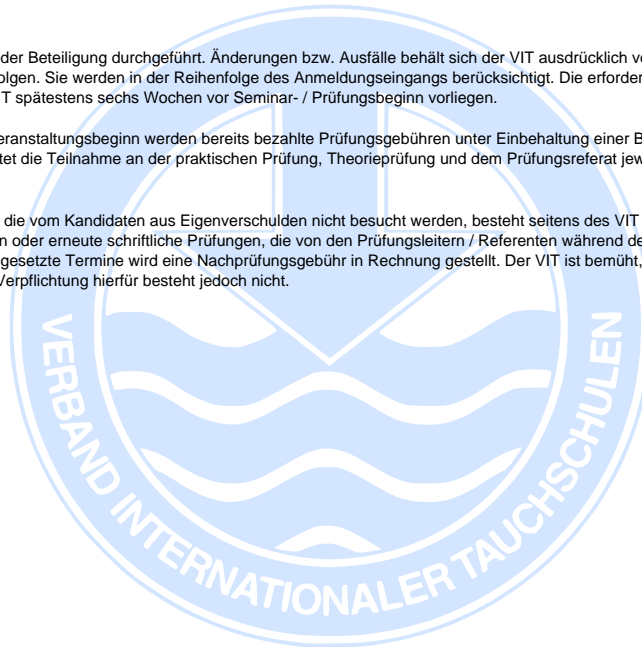 der Beteiligung durchgeführt. Änderungen bzw. Ausfälle behält sich der VIT ausdrücklich v
olgen. Sie werden in der Reihenfolge des Anmeldungseingangs berücksichtigt. Die erforder
T spätestens sechs Wochen vor Seminar- / Prüfungsbeginn vorliegen.
eranstaltungsbeginn werden bereits bezahlte Prüfungsgebühren unter Einbehaltung einer B
tet die Teilnahme an der praktischen Prüfung, Theorieprüfung und dem Prüfungsreferat jew
die vom Kandidaten aus Eigenverschulden nicht besucht werden, besteht seitens des VIT
n oder erneute schriftliche Prüfungen, die von den Prüfungsleitern / Referenten während de
gesetzte Termine wird eine Nachprüfungsgebühr in Rechnung gestellt. Der VIT ist bemüht,
Verpflichtung hierfür besteht jedoch nicht.
VERBAND INTERNATIONALER TAUCHSCHULEN